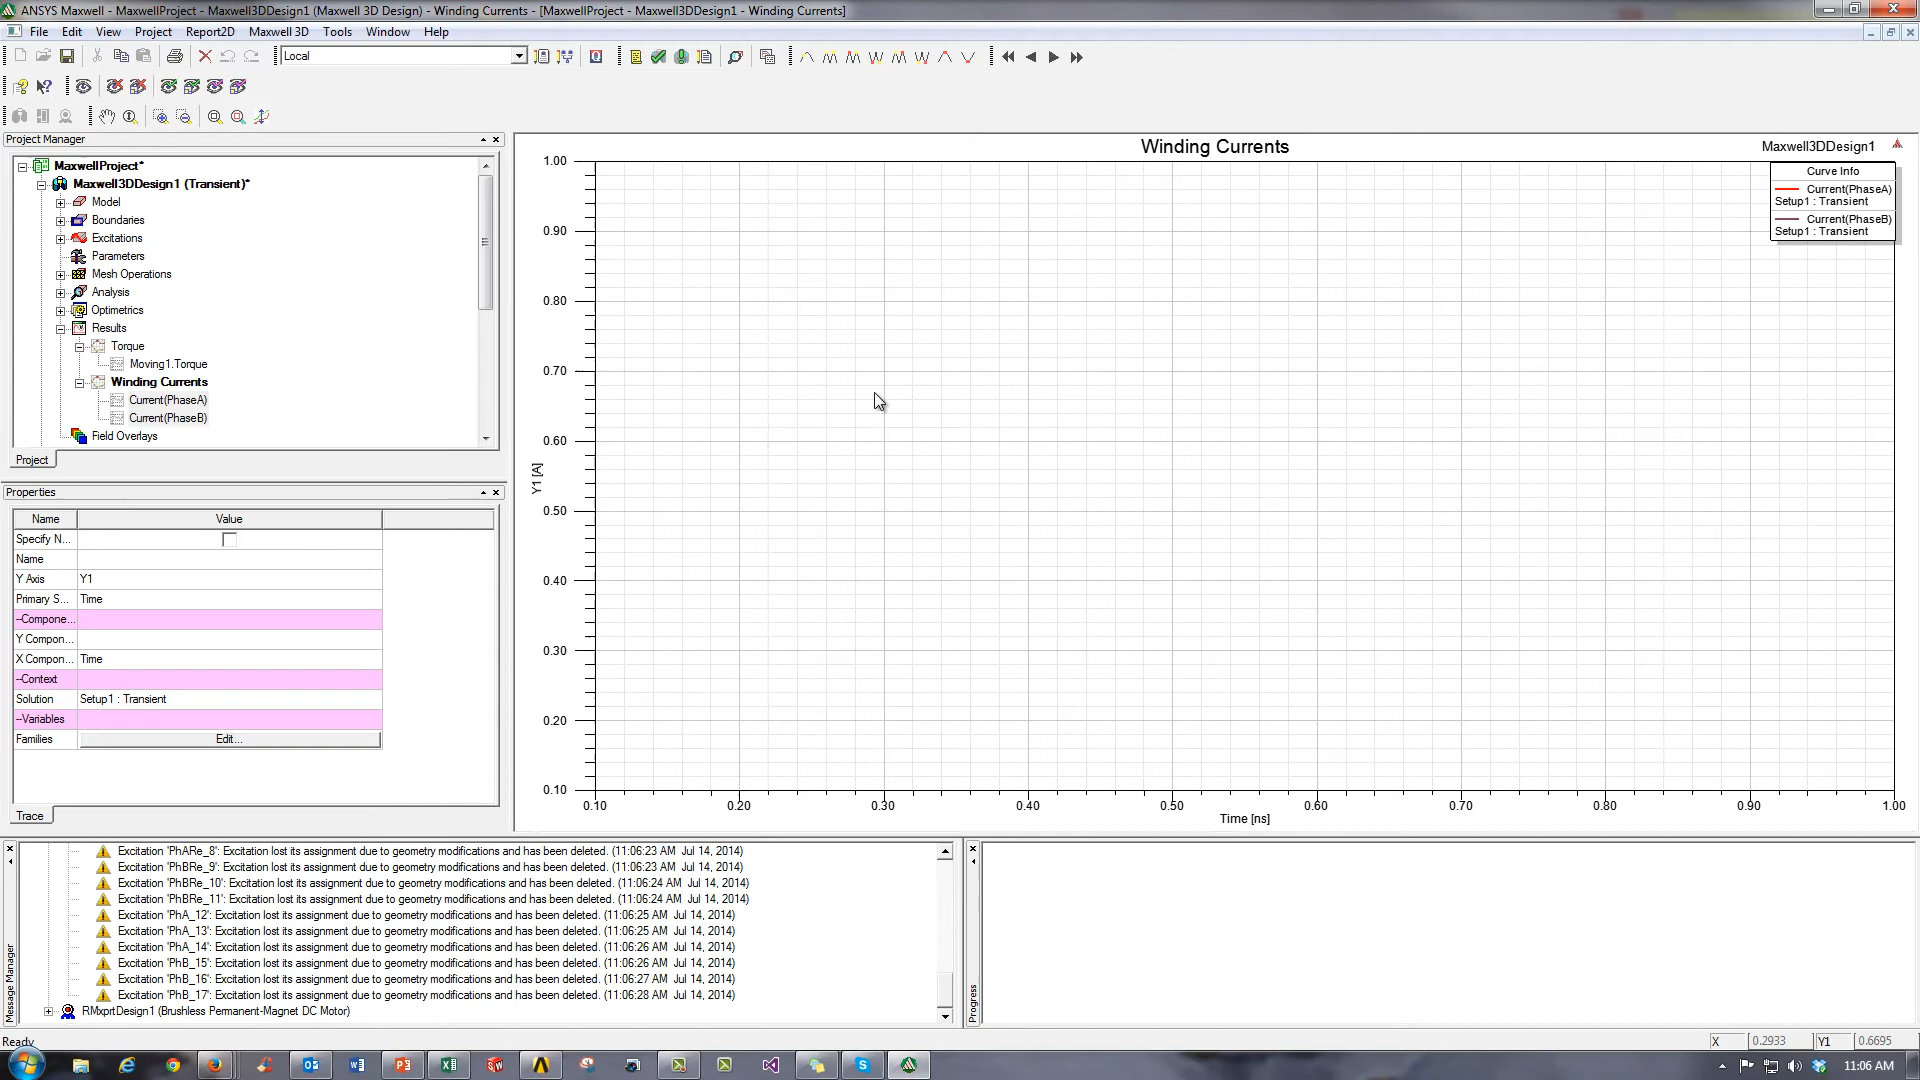 ANSYS Maxwell - MaxwellProject - Maxwell3DDesign1 (Maxwell 3D Design) - Winding Currents - [MaxwellProject - Maxwell3DDesign1 - Winding Currents]
File Edit View Project Report2D Maxwell 3D Tools Window Help
Local
Project Manager
MaxwellProject*
Maxwell3DDesign1 (Transient)*
Model
Boundaries
Excitations
Parameters
Mesh Operations
Analysis
Optimetrics
Results
Torque
Moving1.Torque
Winding Currents
Current(PhaseA)
Current(PhaseB)
Field Overlays
Project
Properties
Name Value
Specify N...
Name
Y Axis Y1
Primary S... Time
--Compone...
Y Compon...
X Compon... Time
--Context
Solution Setup1 : Transient
--Variables
Families Edit...
Trace
Winding Currents
Maxwell3DDesign1
Curve Info
Current(PhaseA)
Setup1 : Transient
Current(PhaseB)
Setup1 : Transient
1.00
0.90
0.80
0.70
0.60
0.50
0.40
0.30
0.20
0.10
Y1 [A]
0.10 0.20 0.30 0.40 0.50 0.60 0.70 0.80 0.90 1.00
Time [ns]
Message Manager
Excitation 'PhARe_8': Excitation lost its assignment due to geometry modifications and has been deleted. (11:06:23 AM Jul 14, 2014)
Excitation 'PhBRe_9': Excitation lost its assignment due to geometry modifications and has been deleted. (11:06:23 AM Jul 14, 2014)
Excitation 'PhBRe_10': Excitation lost its assignment due to geometry modifications and has been deleted. (11:06:24 AM Jul 14, 2014)
Excitation 'PhBRe_11': Excitation lost its assignment due to geometry modifications and has been deleted. (11:06:24 AM Jul 14, 2014)
Excitation 'PhA_12': Excitation lost its assignment due to geometry modifications and has been deleted. (11:06:25 AM Jul 14, 2014)
Excitation 'PhA_13': Excitation lost its assignment due to geometry modifications and has been deleted. (11:06:25 AM Jul 14, 2014)
Excitation 'PhA_14': Excitation lost its assignment due to geometry modifications and has been deleted. (11:06:26 AM Jul 14, 2014)
Excitation 'PhB_15': Excitation lost its assignment due to geometry modifications and has been deleted. (11:06:26 AM Jul 14, 2014)
Excitation 'PhB_16': Excitation lost its assignment due to geometry modifications and has been deleted. (11:06:27 AM Jul 14, 2014)
Excitation 'PhB_17': Excitation lost its assignment due to geometry modifications and has been deleted. (11:06:28 AM Jul 14, 2014)
RMxprtDesign1 (Brushless Permanent-Magnet DC Motor)
Progress
Ready
X 0.2933 Y1 0.6695
11:06 AM